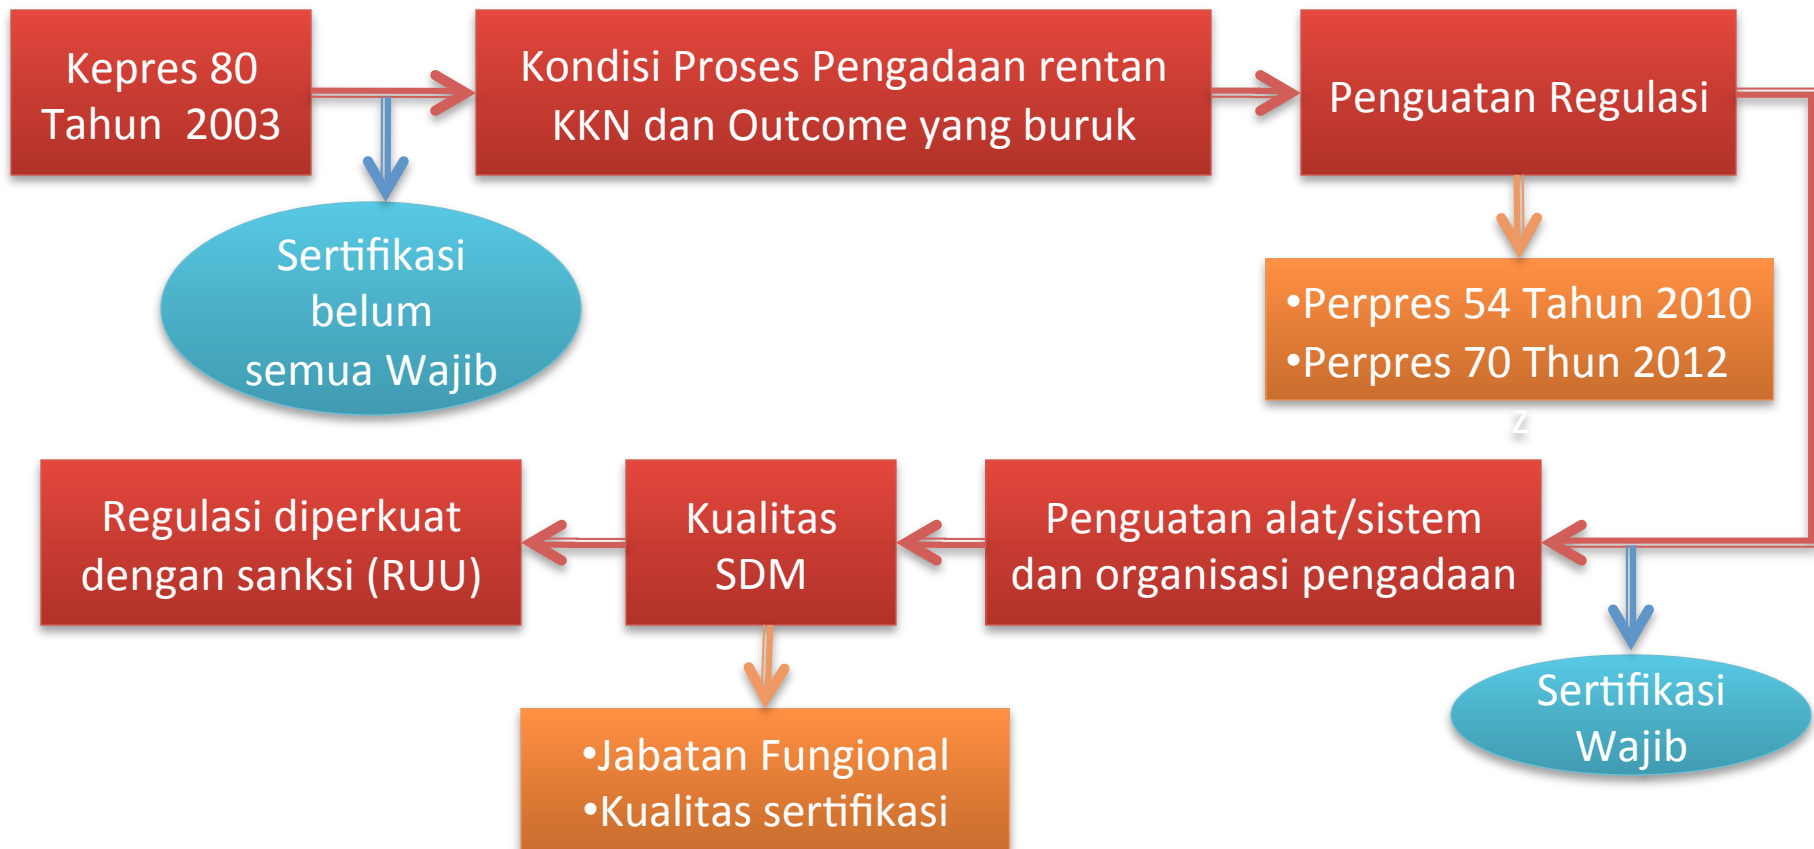 Kepres 80
Tahun  2003
Kondisi Proses Pengadaan rentan
KKN dan Outcome yang buruk
Penguatan Regulasi
Sertifikasi
belum
semua Wajib
•Perpres 54 Tahun 2010
•Perpres 70 Thun 2012
z
Regulasi diperkuat
dengan sanksi (RUU)
Kualitas
SDM
Penguatan alat/sistem
dan organisasi pengadaan
Sertifikasi
Wajib
•Jabatan Fungional
•Kualitas sertifikasi